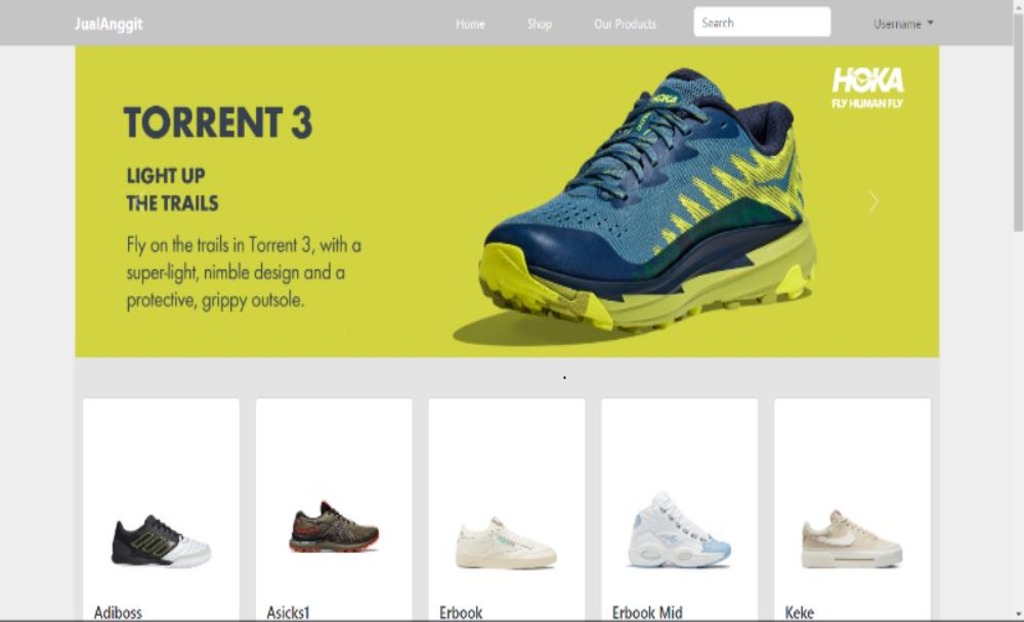 JualAnggit
Home
Shop
Our Products
Search
Username
HOKA
FLY HUMAN FLY
TORRENT 3
LIGHT UP
THE TRAILS
Fly on the trails in Torrent 3, with a
super-light, nimble design and a
protective, grippy outsole.
HOKA
Adiboss
Asicks1
Erbook
Erbook Mid
Keke